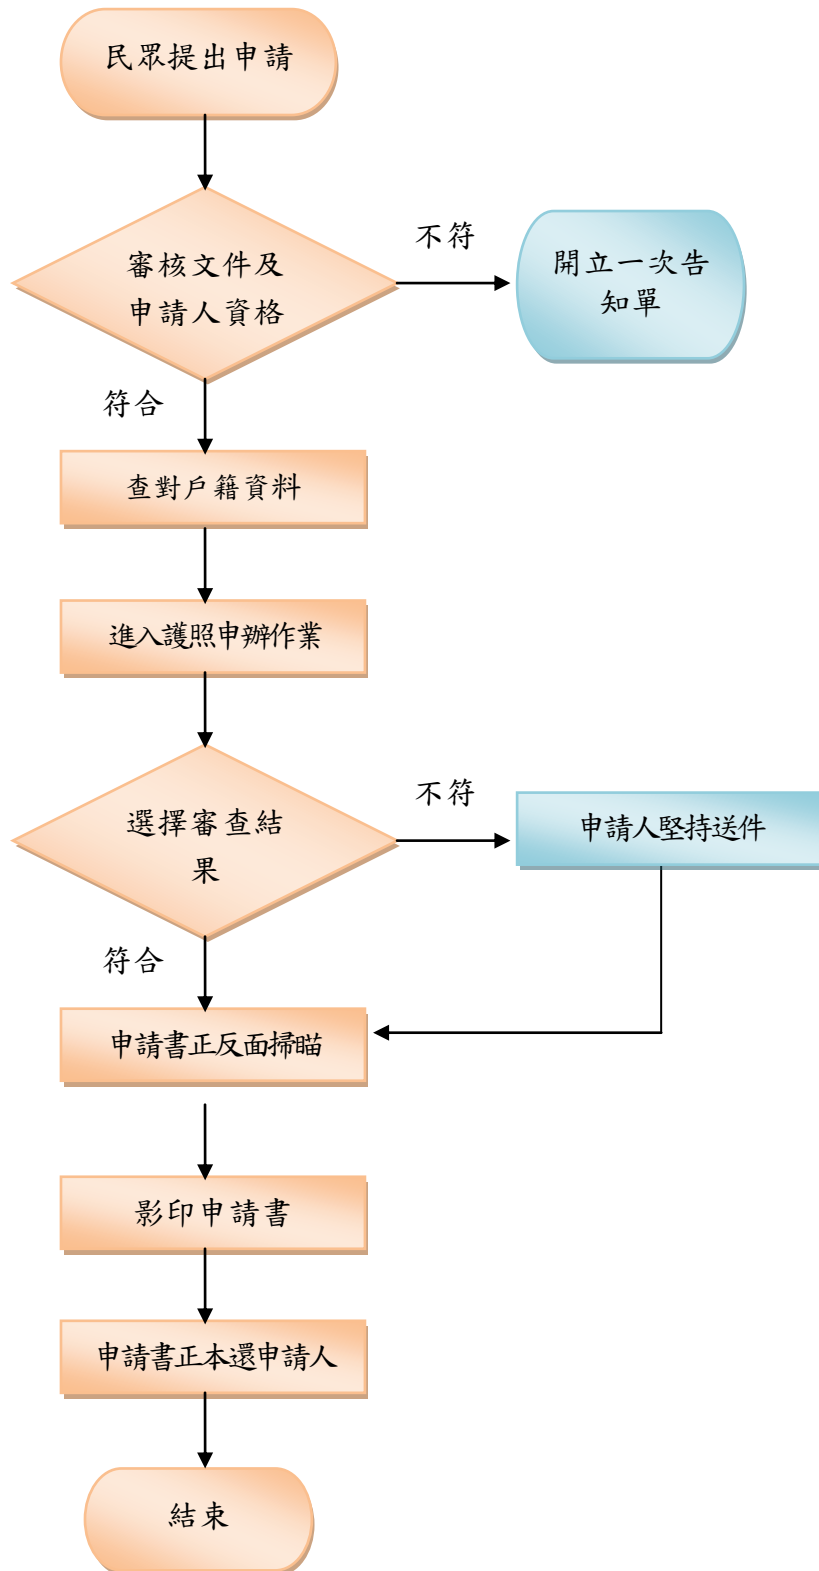 民眾提出申請
審核文件及
申請人資格
不符
開立一次告
知單
符合
查對戶籍資料
進入護照申辦作業
選擇審查結
果
不符
申請人堅持送件
符合
申請書正反面掃瞄
影印申請書
申請書正本還申請人
結束